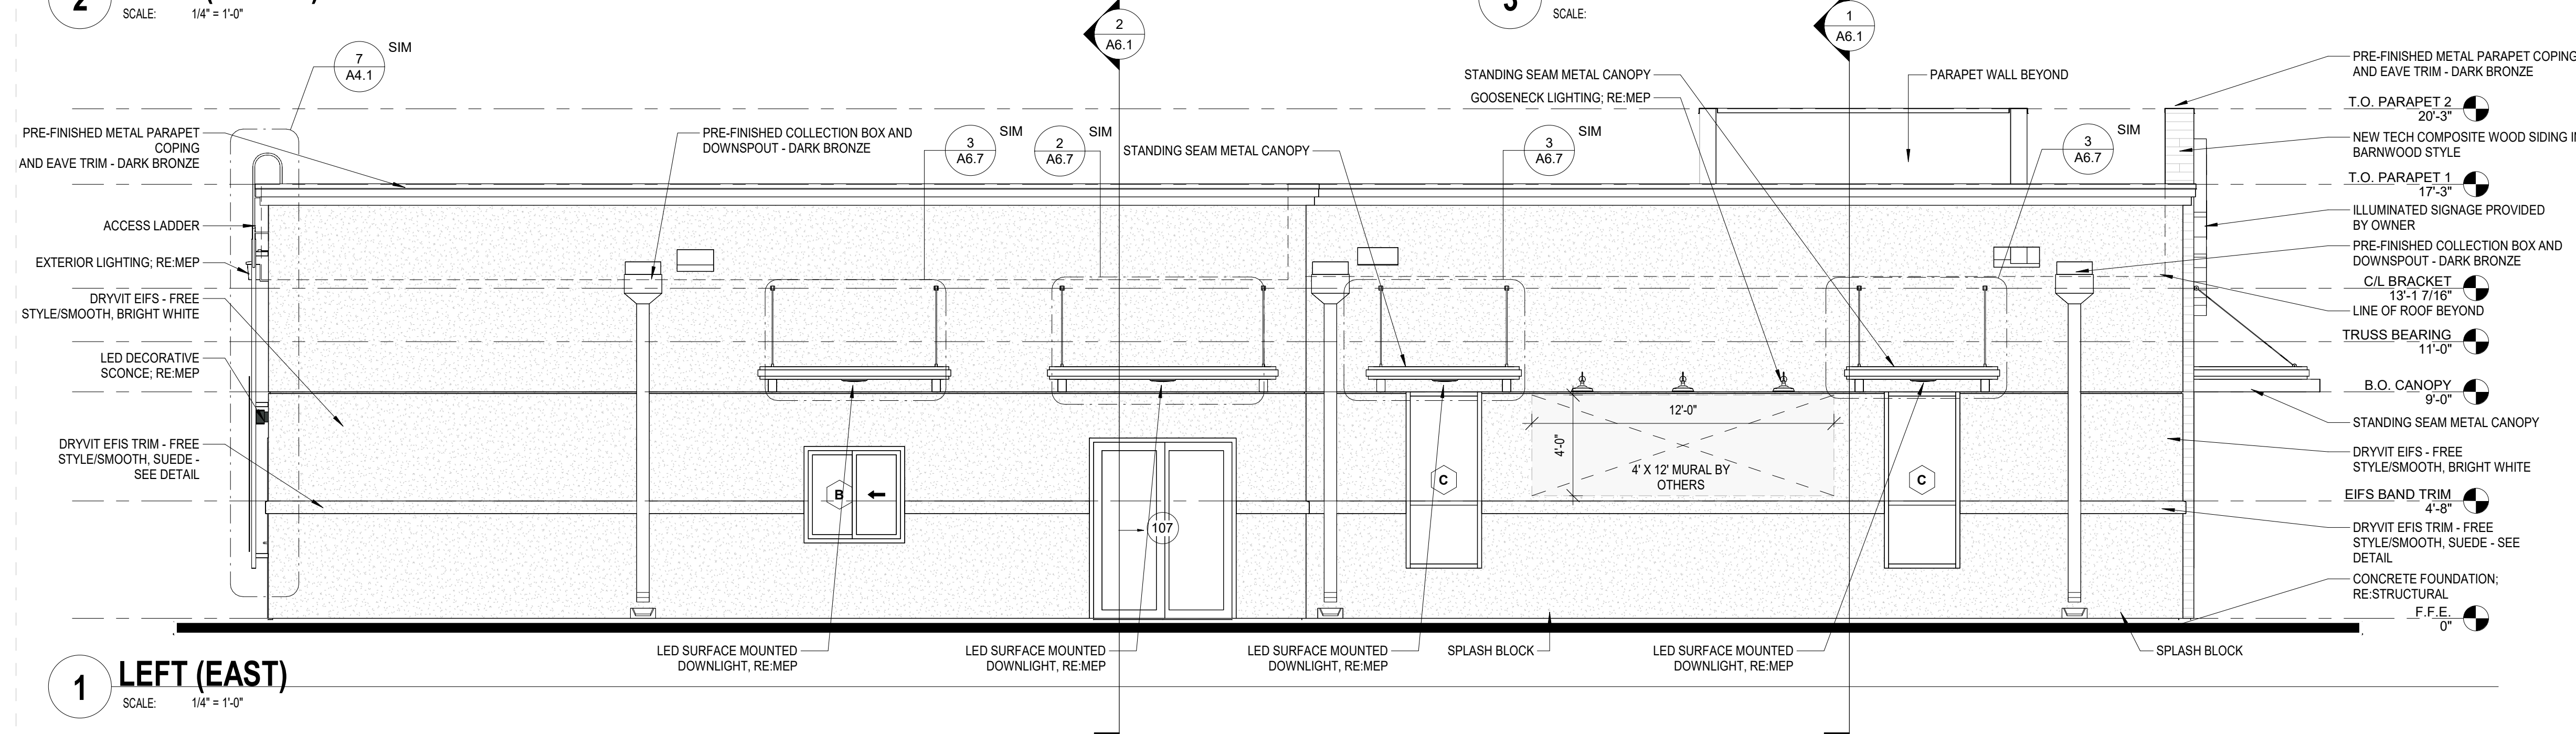 2
SCALE: 1/4" = 1'-0"
3
SCALE:
2
A6.1
1
A6.1
7
A4.1
SIM
STANDING SEAM METAL CANOPY
GOOSENECK LIGHTING; RE:MEP
PARAPET WALL BEYOND
PRE-FINISHED METAL PARAPET COPING
AND EAVE TRIM - DARK BRONZE
T.O. PARAPET 2
20'-3"
PRE-FINISHED METAL PARAPET
COPING
AND EAVE TRIM - DARK BRONZE
PRE-FINISHED COLLECTION BOX AND
DOWNSPOUT - DARK BRONZE
3
A6.7
SIM
2
A6.7
SIM
STANDING SEAM METAL CANOPY
3
A6.7
SIM
3
A6.7
SIM
NEW TECH COMPOSITE WOOD SIDING I
BARNWOOD STYLE
T.O. PARAPET 1
17'-3"
ACCESS LADDER
ILLUMINATED SIGNAGE PROVIDED
BY OWNER
EXTERIOR LIGHTING; RE:MEP
PRE-FINISHED COLLECTION BOX AND
DOWNSPOUT - DARK BRONZE
C/L BRACKET
13'-1 7/16"
DRYVIT EIFS - FREE
STYLE/SMOOTH, BRIGHT WHITE
LINE OF ROOF BEYOND
TRUSS BEARING
11'-0"
LED DECORATIVE
SCONCE; RE:MEP
B.O. CANOPY
9'-0"
12'-0"
4'-0"
4' X 12' MURAL BY
OTHERS
STANDING SEAM METAL CANOPY
DRYVIT EFIS TRIM - FREE
STYLE/SMOOTH, SUEDE -
SEE DETAIL
DRYVIT EIFS - FREE
STYLE/SMOOTH, BRIGHT WHITE
B
C
C
EIFS BAND TRIM
4'-8"
107
DRYVIT EFIS TRIM - FREE
STYLE/SMOOTH, SUEDE - SEE
DETAIL
CONCRETE FOUNDATION;
RE:STRUCTURAL
F.F.E.
0"
LED SURFACE MOUNTED
DOWNLIGHT, RE:MEP
LED SURFACE MOUNTED
DOWNLIGHT, RE:MEP
LED SURFACE MOUNTED
DOWNLIGHT, RE:MEP
SPLASH BLOCK
LED SURFACE MOUNTED
DOWNLIGHT, RE:MEP
SPLASH BLOCK
1
LEFT (EAST)
SCALE: 1/4" = 1'-0"